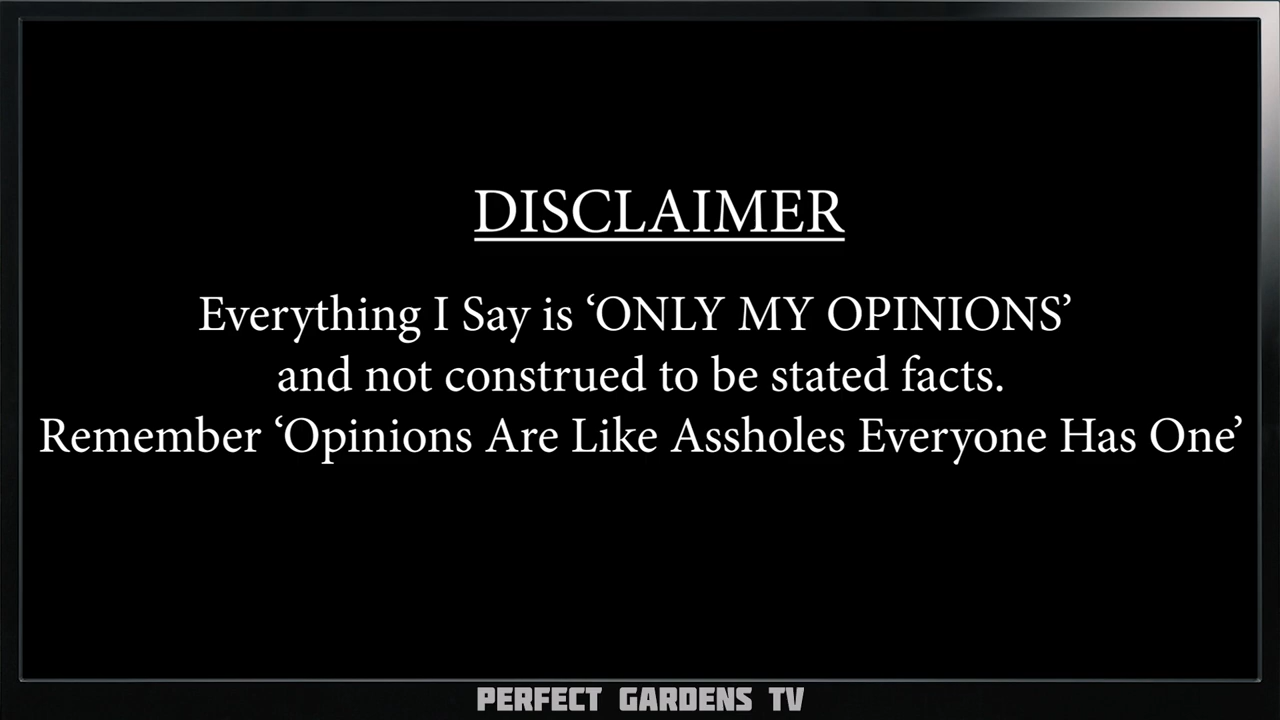 DISCLAIMER
Everything I Say is ‘ONLY MY OPINIONS’
and not construed to be stated facts.
Remember ‘Opinions Are Like Assholes Everyone Has One’
PERFECT GARDENS TV